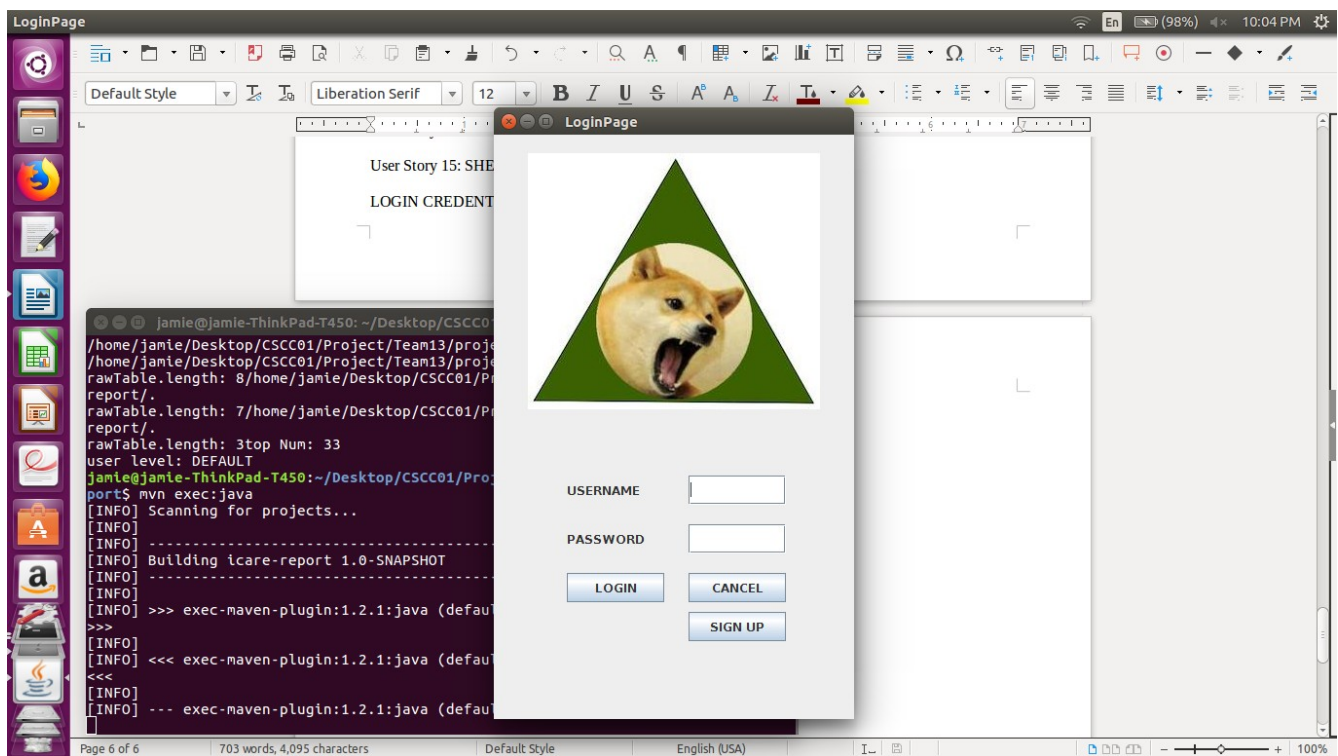 LoginPage
En (98%) 10:04 PM
Default Style Liberation Serif 12
LoginPage
User Story 15: SHE
LOGIN CREDENT
jamie@jamie-ThinkPad-T450: ~/Desktop/CSCC0
/home/jamie/Desktop/CSCC01/Project/Team13/proje
/home/jamie/Desktop/CSCC01/Project/Team13/proje
rawTable.length: 8/home/jamie/Desktop/CSCC01/Pr
report/.
rawTable.length: 7/home/jamie/Desktop/CSCC01/Pr
report/.
rawTable.length: 3top Num: 33
user level: DEFAULT
jamie@jamie-ThinkPad-T450:~/Desktop/CSCC01/Proj
port$ mvn exec:java
[INFO] Scanning for projects...
[INFO]
[INFO] ------------------------------------------
[INFO] Building icare-report 1.0-SNAPSHOT
[INFO] ------------------------------------------
[INFO]
[INFO] >>> exec-maven-plugin:1.2.1:java (defaul
>>>
[INFO]
[INFO] <<< exec-maven-plugin:1.2.1:java (defaul
<<<
[INFO]
[INFO] --- exec-maven-plugin:1.2.1:java (defaul
USERNAME
PASSWORD
LOGIN CANCEL
SIGN UP
Page 6 of 6 703 words, 4,095 characters Default Style English (USA) 100%